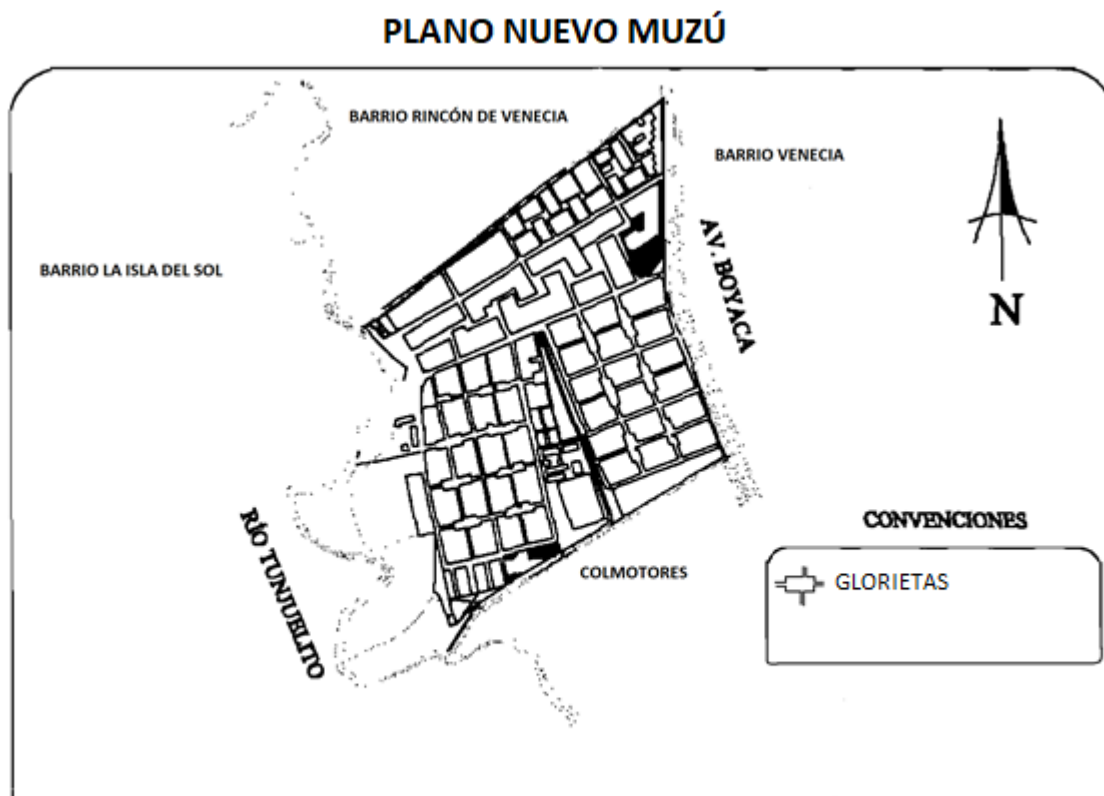 PLANO NUEVO MUZÚ
BARRIO RINCÓN DE VENECIA
BARRIO VENECIA
BARRIO LA ISLA DEL SOL
AV. BOYACA
N
RÍO TUNJUELITO
COLMOTORES
CONVENCIONES
GLORIETAS